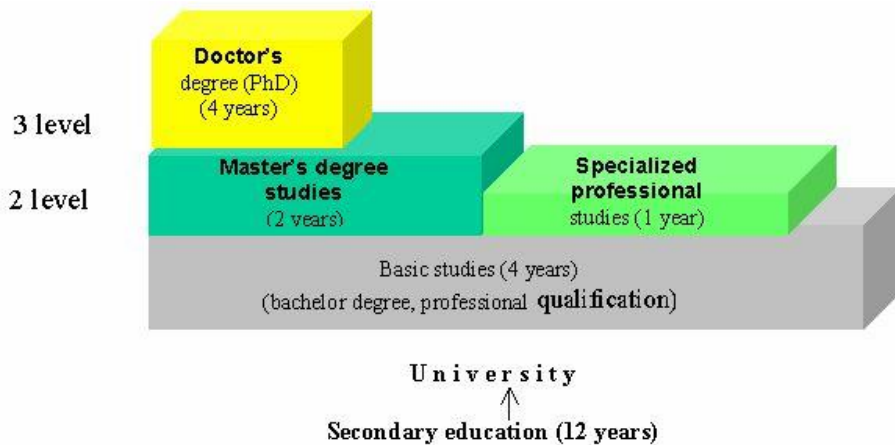 Doctor's
degree (PhD)
(4 years)
3 level
Master's degree
studies
(2 years)
Specialized
professional
studies (1 year)
2 level
Basic studies (4 years)
(bachelor degree, professional qualification)
University
Secondary education (12 years)